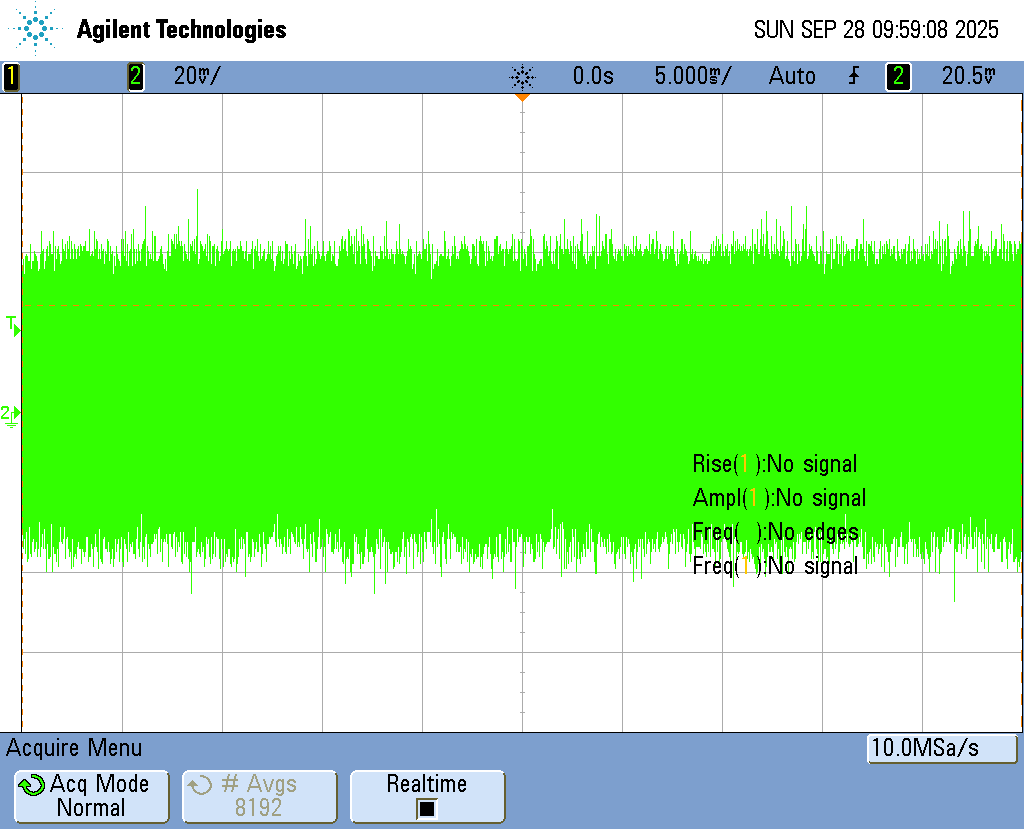 Agilent Technologies
SUN SEP 28 09:59:08 2025
1 2 20mV/ 0.0s 5.000ms/ Auto 2 20.5mV
T
2
Rise(1):No signal
Ampl(1):No signal
Freq( ):No edges
Freq(1):No signal
Acquire Menu
10.0MSa/s
Acq Mode
Normal
# Avgs
8192
Realtime